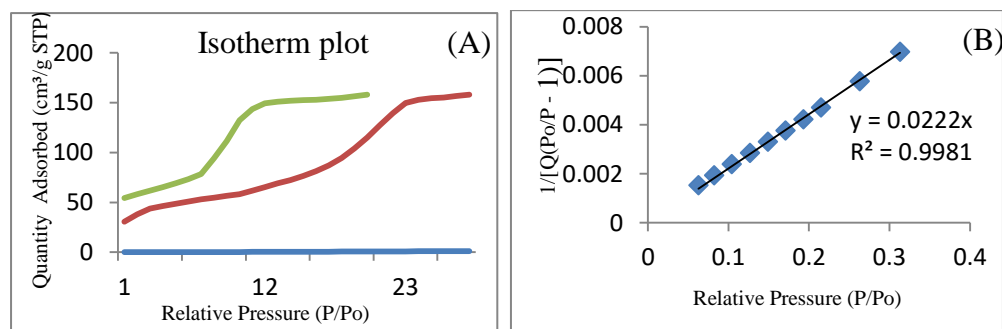 Isotherm plot
(A)
Quantity Adsorbed (cm³/g STP)
200
150
100
50
0
1
12
23
Relative Pressure (P/Po)
(B)
1/[Q(Po/P - 1)]
0.008
0.006
0.004
0.002
0
y = 0.0222x
R² = 0.9981
0
0.1
0.2
0.3
0.4
Relative Pressure (P/Po)